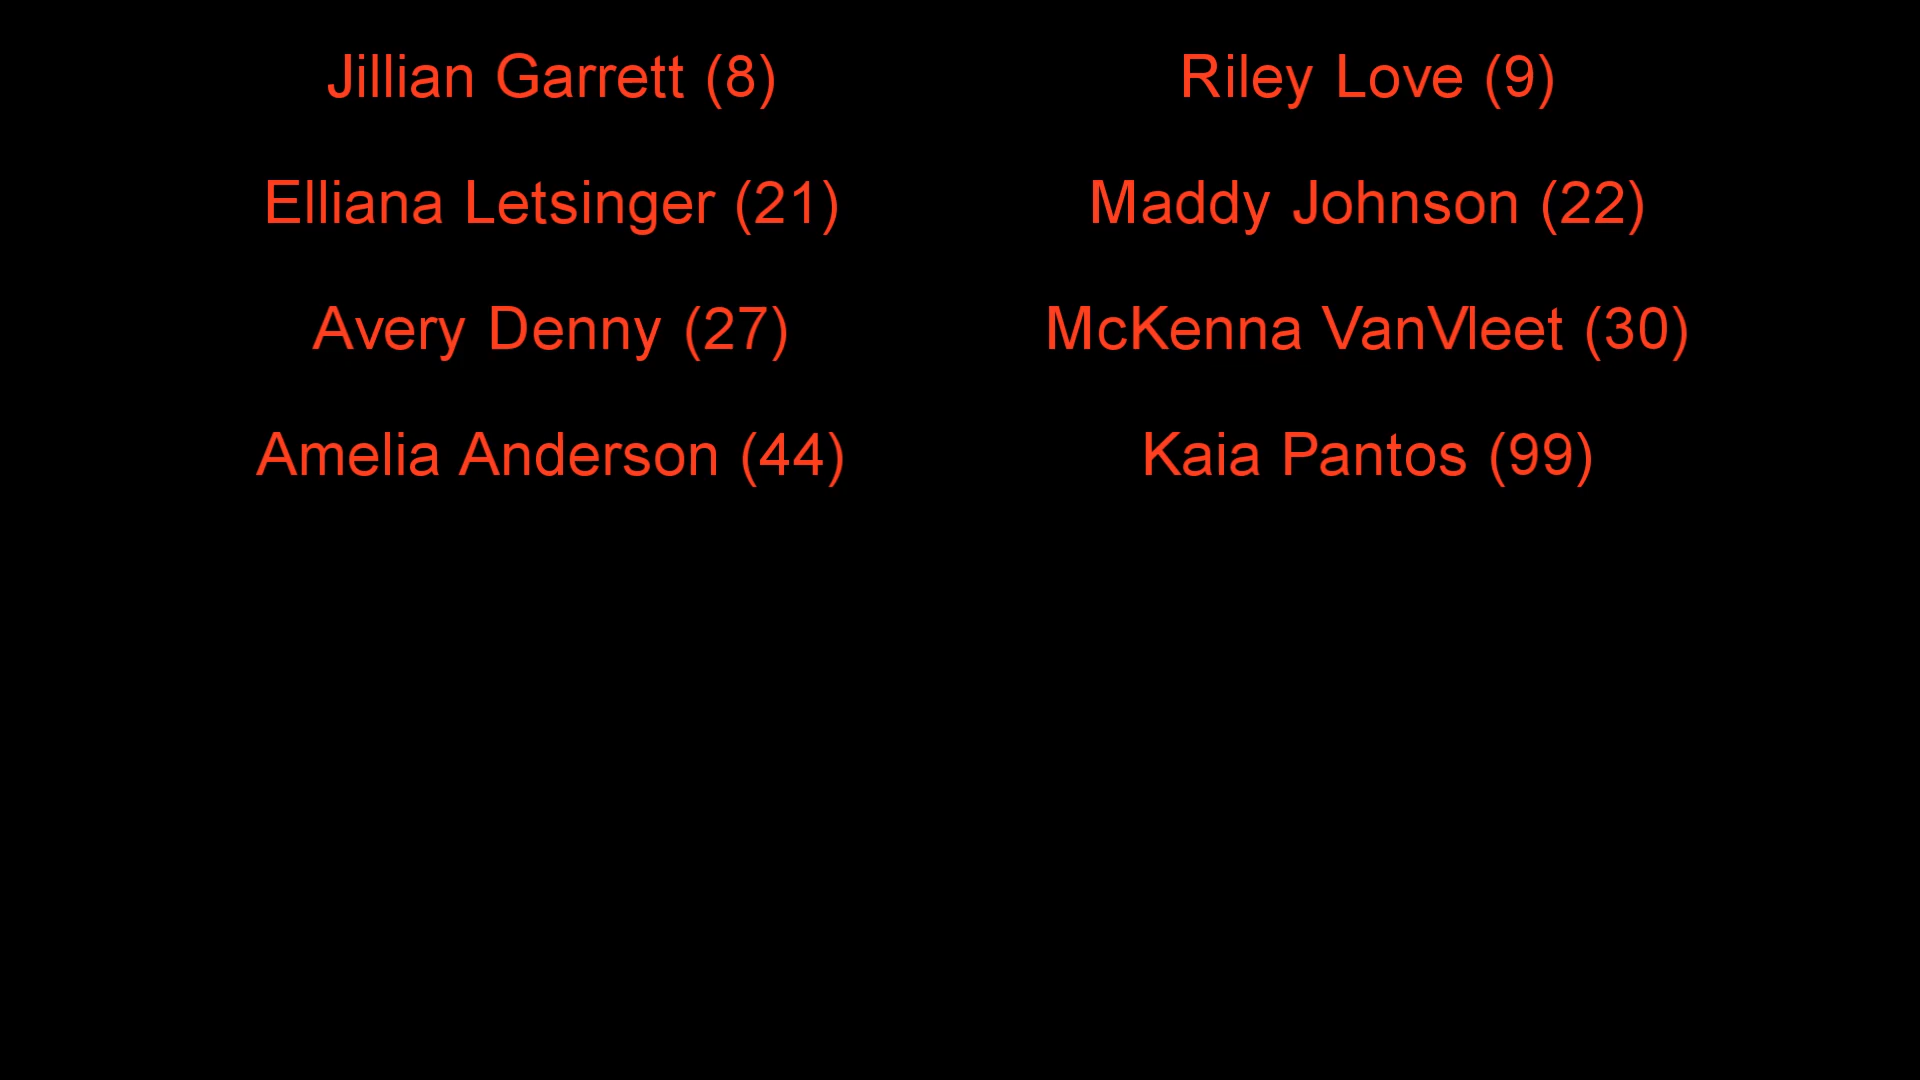 Jillian Garrett (8)
Riley Love (9)
Elliana Letsinger (21)
Maddy Johnson (22)
Avery Denny (27)
McKenna VanVleet (30)
Amelia Anderson (44)
Kaia Pantos (99)